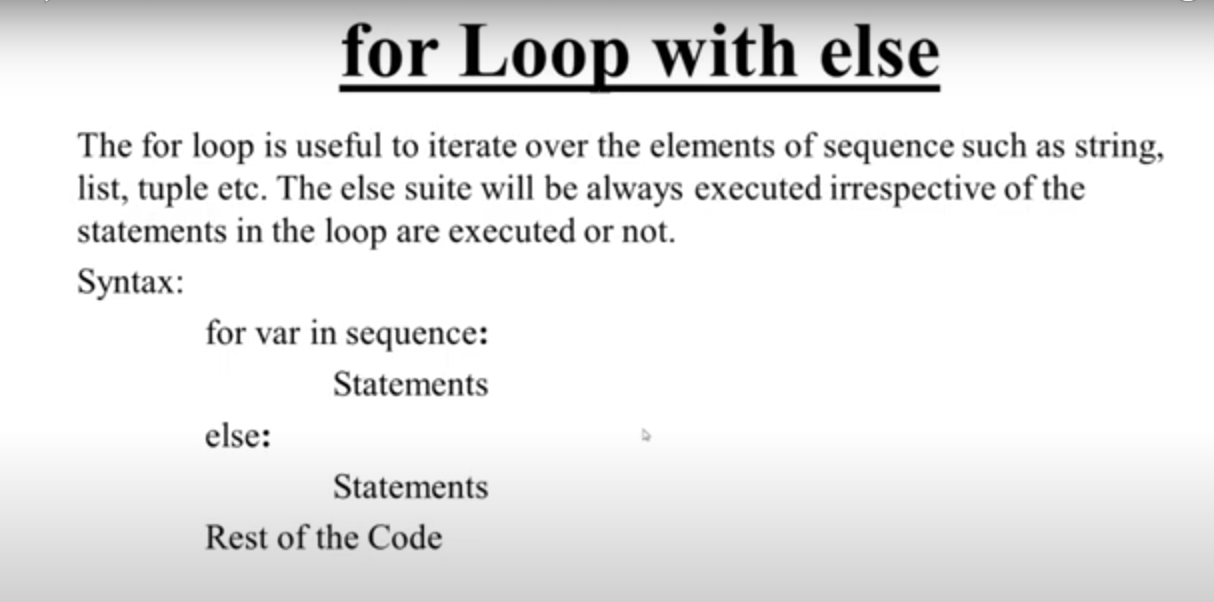 for Loop with else
The for loop is useful to iterate over the elements of sequence such as string,
list, tuple etc. The else suite will be always executed irrespective of the
statements in the loop are executed or not.
Syntax:
for var in sequence:
Statements
else:
Statements
Rest of the Code